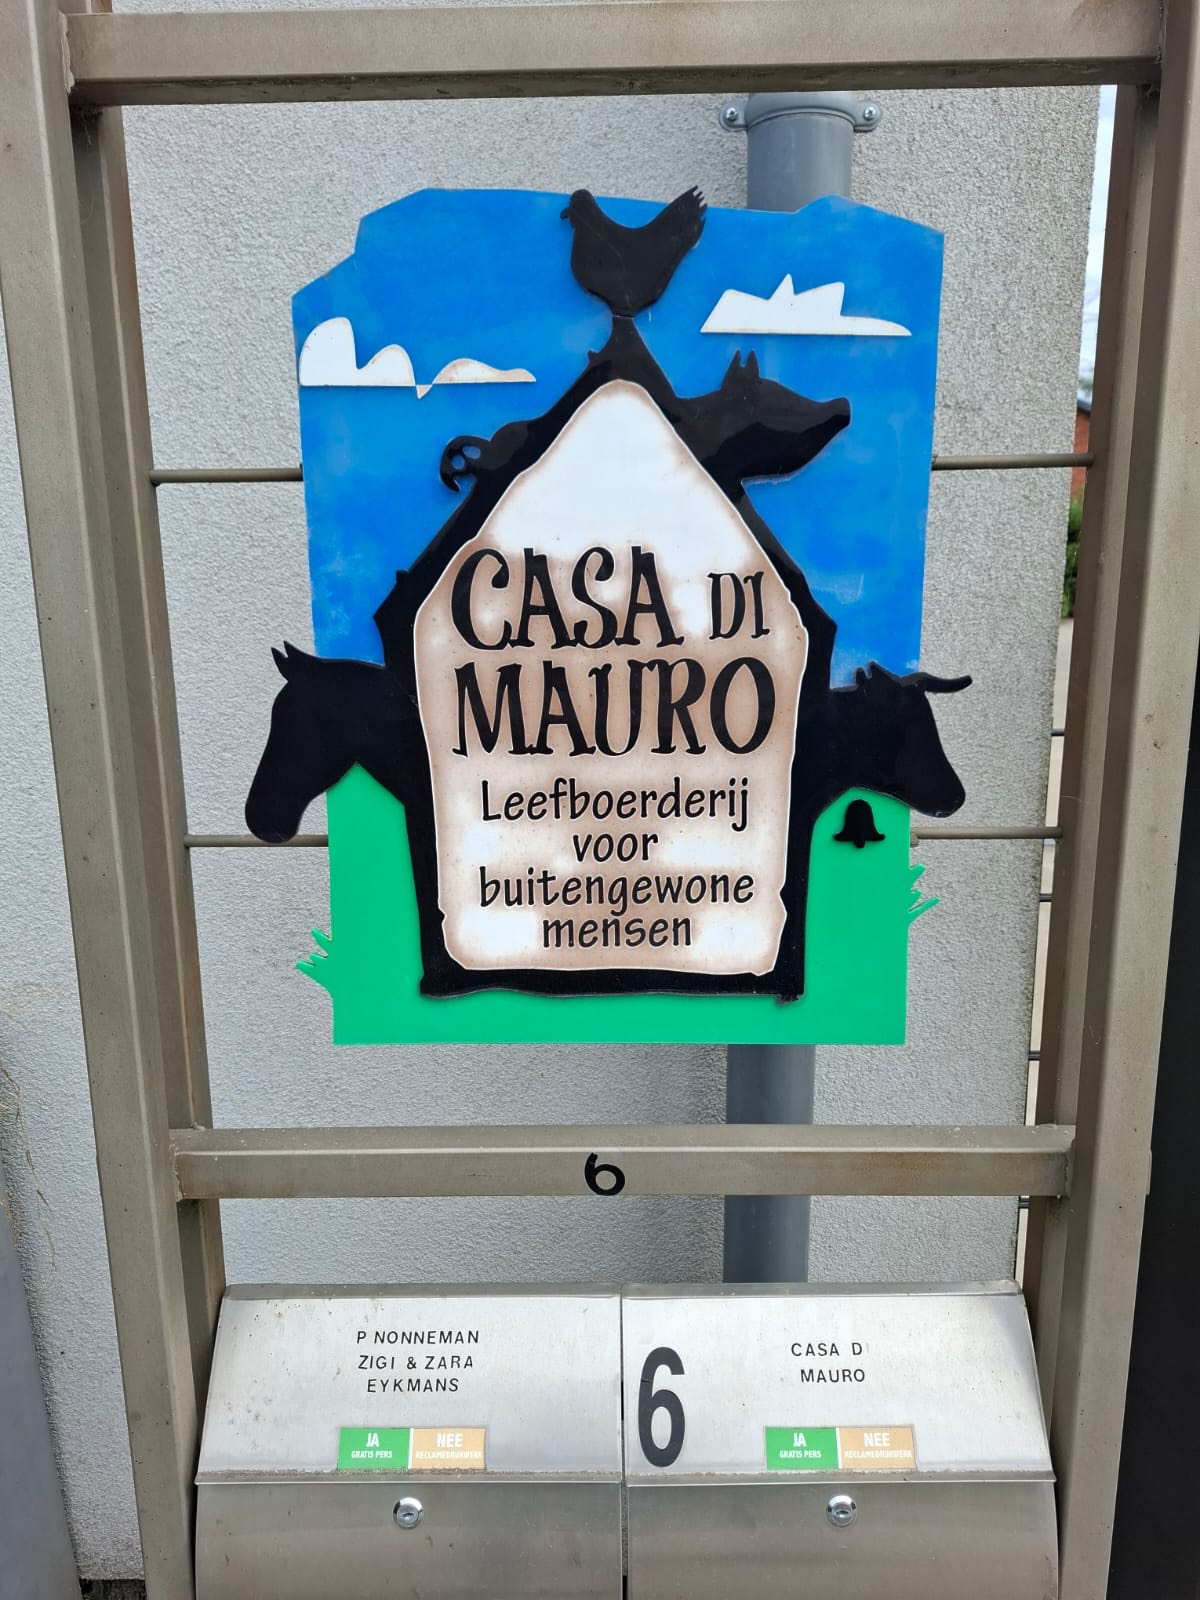 CASA DI
MAURO
Leefboerderij
voor
buitengewone
mensen
6
P NONNEMAN
ZIGI & ZARA
EYKMANS
JA
GRATIS PERS
NEE
RECLAMEDRUKWERK
6
CASA DI
MAURO
JA
GRATIS PERS
NEE
RECLAMEDRUKWERK